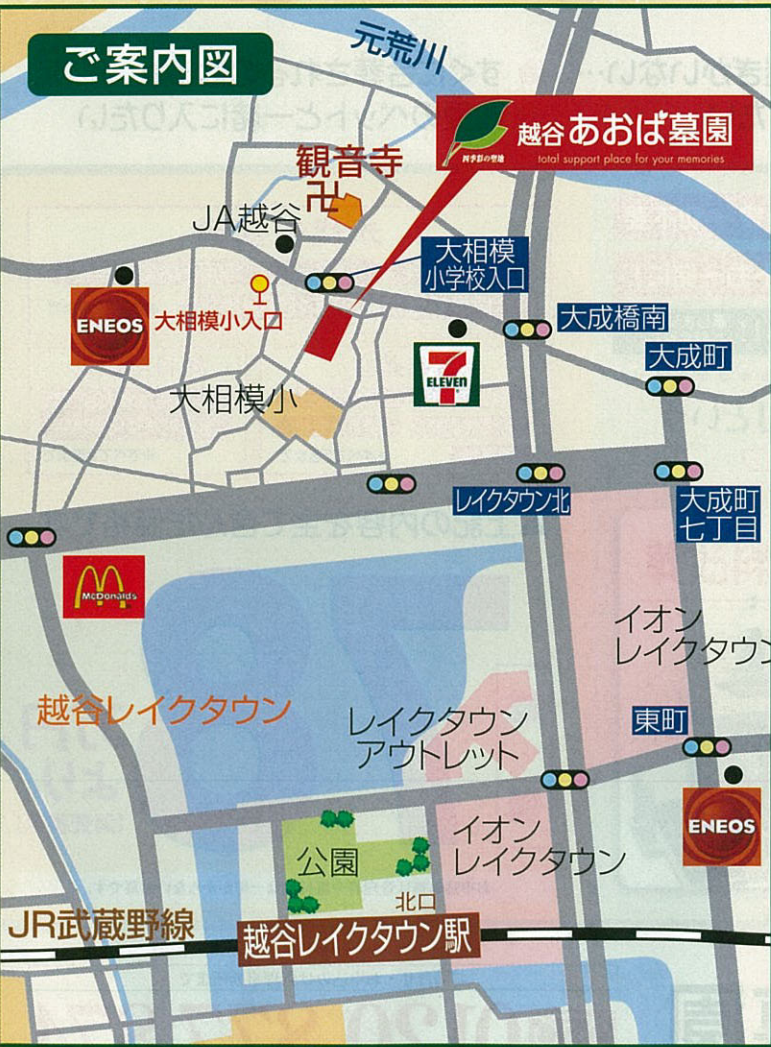 ご案内図
元荒川
越谷 あおば墓園
四季彩の聖地
total support place for your memories
観音寺
JA越谷
大相模
小学校入口
ENEOS
大相模小入口
大成橋南
7
ELEVEN
大成町
大相模小
レイクタウン北
大成町
七丁目
McDonald's
イオン
レイクタウン
越谷レイクタウン
レイクタウン
アウトレット
東町
ENEOS
イオン
レイクタウン
公園
北口
JR武蔵野線
越谷レイクタウン駅